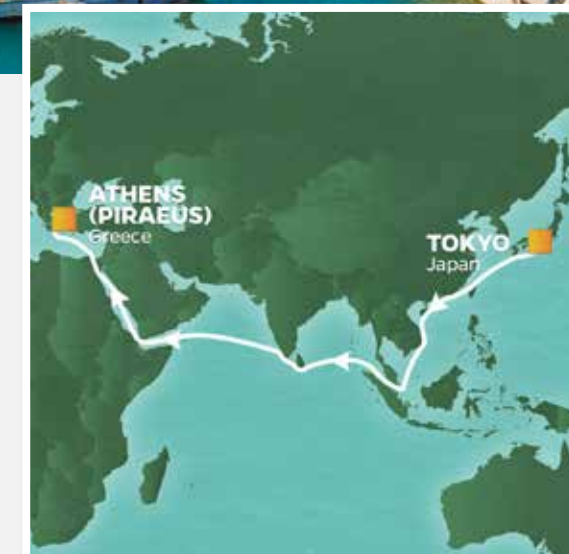 ATHENS
(PIRAEUS)
Greece
TOKYO
Japan